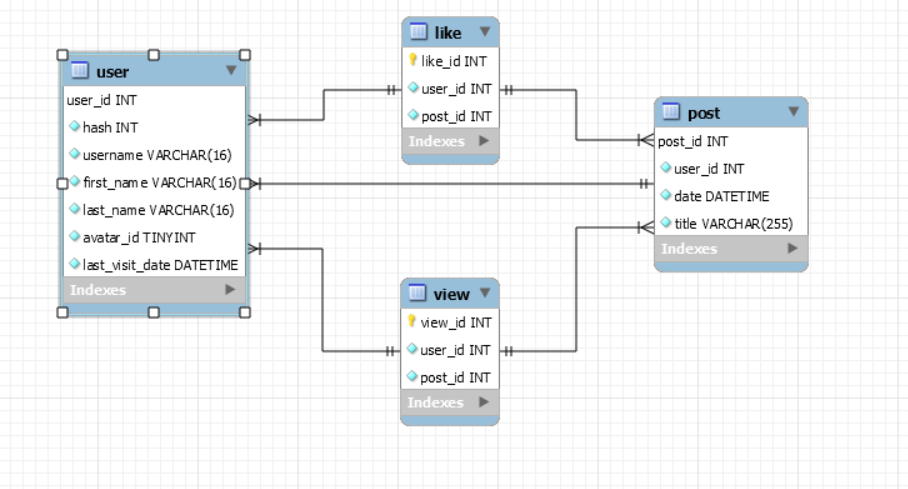 user
user_id INT
hash INT
username VARCHAR(16)
first_name VARCHAR(16)
last_name VARCHAR(16)
avatar_id TINYINT
last_visit_date DATETIME
Indexes
like
like_id INT
user_id INT
post_id INT
Indexes
view
view_id INT
user_id INT
post_id INT
Indexes
post
post_id INT
user_id INT
date DATETIME
title VARCHAR(255)
Indexes